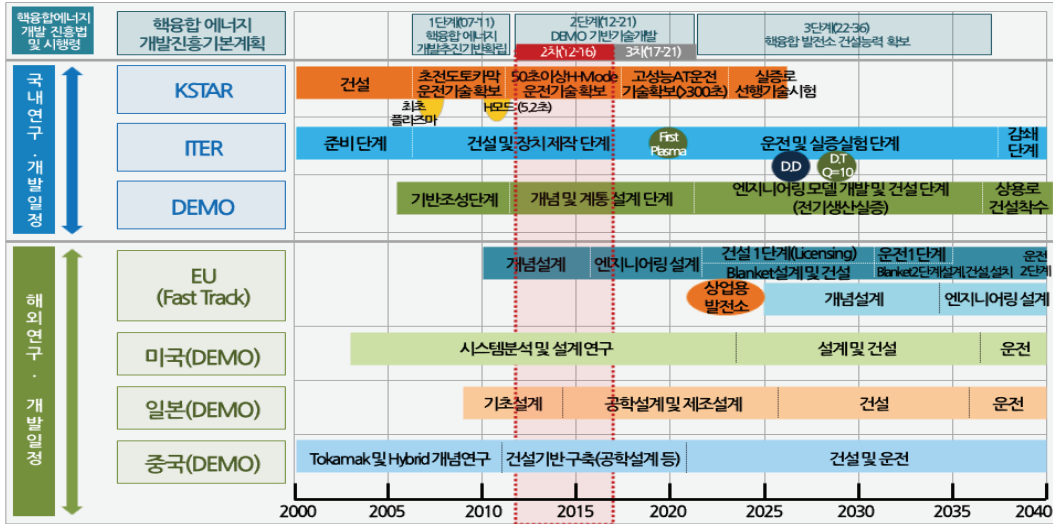 핵융합에너지
개발 진흥법
및 시행령
핵융합 에너지
개발진흥기본계획
1단계('07-11)
핵융합 에너지
개발추진기반확립
2단계('12-21)
DEMO 기반기술개발
2차('12-16)
3차('17-21)
3단계('22-36)
핵융합 발전소 건설능력 확보
국내연구·개발일정
KSTAR
건설
초전도토카막
운전기술 확보
50초이상H-Mode
운전기술 확보
고성능AT운전
기술확보(>300초)
실증로
선행기술시험
최초
플라즈마
H모드(5.2초)
ITER
준비 단계
건설 및 장치 제작 단계
First
Plasma
운전 및 실증실험 단계
감쇄
단계
D.D
D.T
Q=10
DEMO
기반조성단계
개념 및 계통 설계 단계
엔지니어링 모델 개발 및 건설 단계
(전기생산실증)
상용로
건설착수
해외연구·개발일정
EU
(Fast Track)
개념설계
엔지니어링 설계
건설 1단계(Licensing)
Blanket설계 및 건설
운전1단계
Blanket2단계설계,건설,설치
운전
2단계
상업용
발전소
개념설계
엔지니어링 설계
미국(DEMO)
시스템분석 및 설계 연구
설계 및 건설
운전
일본(DEMO)
기초설계
공학설계 및 제조설계
건설
운전
중국(DEMO)
Tokamak 및 Hybrid 개념연구
건설기반 구축(공학설계 등)
건설 및 운전
2000
2005
2010
2015
2020
2025
2030
2035
2040